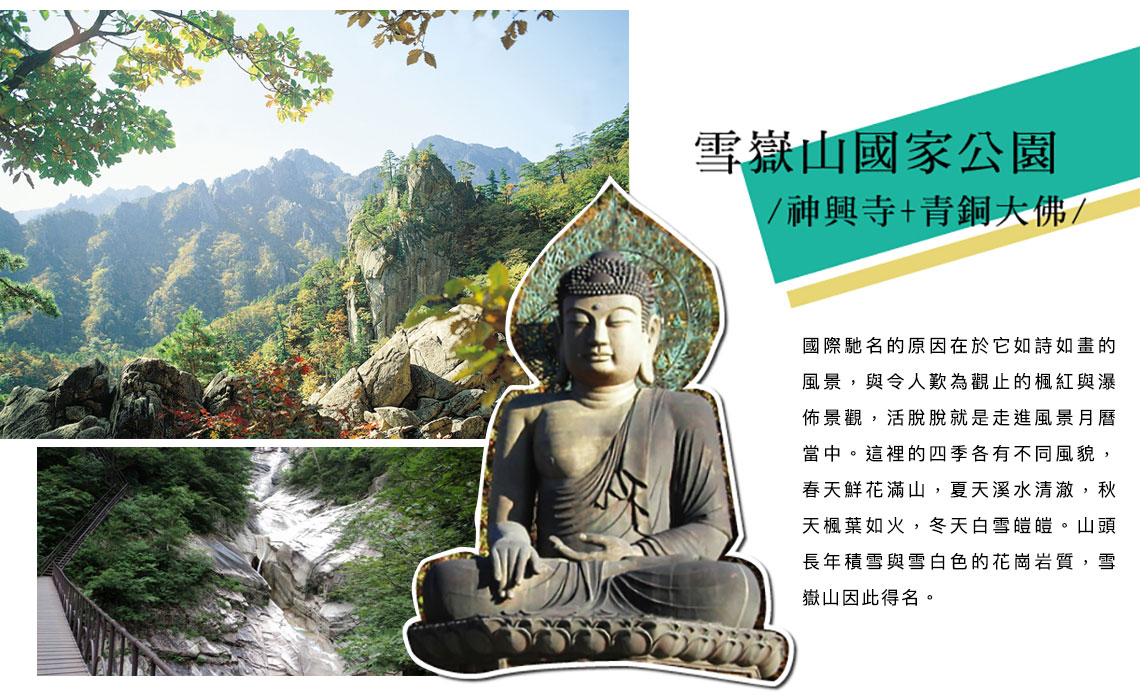 雪嶽山國家公園
/神興寺+青銅大佛/
國際馳名的原因在於它如詩如畫的
風景，與令人歎為觀止的楓紅與瀑
佈景觀，活脫脫就是走進風景月曆
當中。這裡的四季各有不同風貌，
春天鮮花滿山，夏天溪水清澈，秋
天楓葉如火，冬天白雪皚皚。山頭
長年積雪與雪白色的花崗岩質，雪
嶽山因此得名。